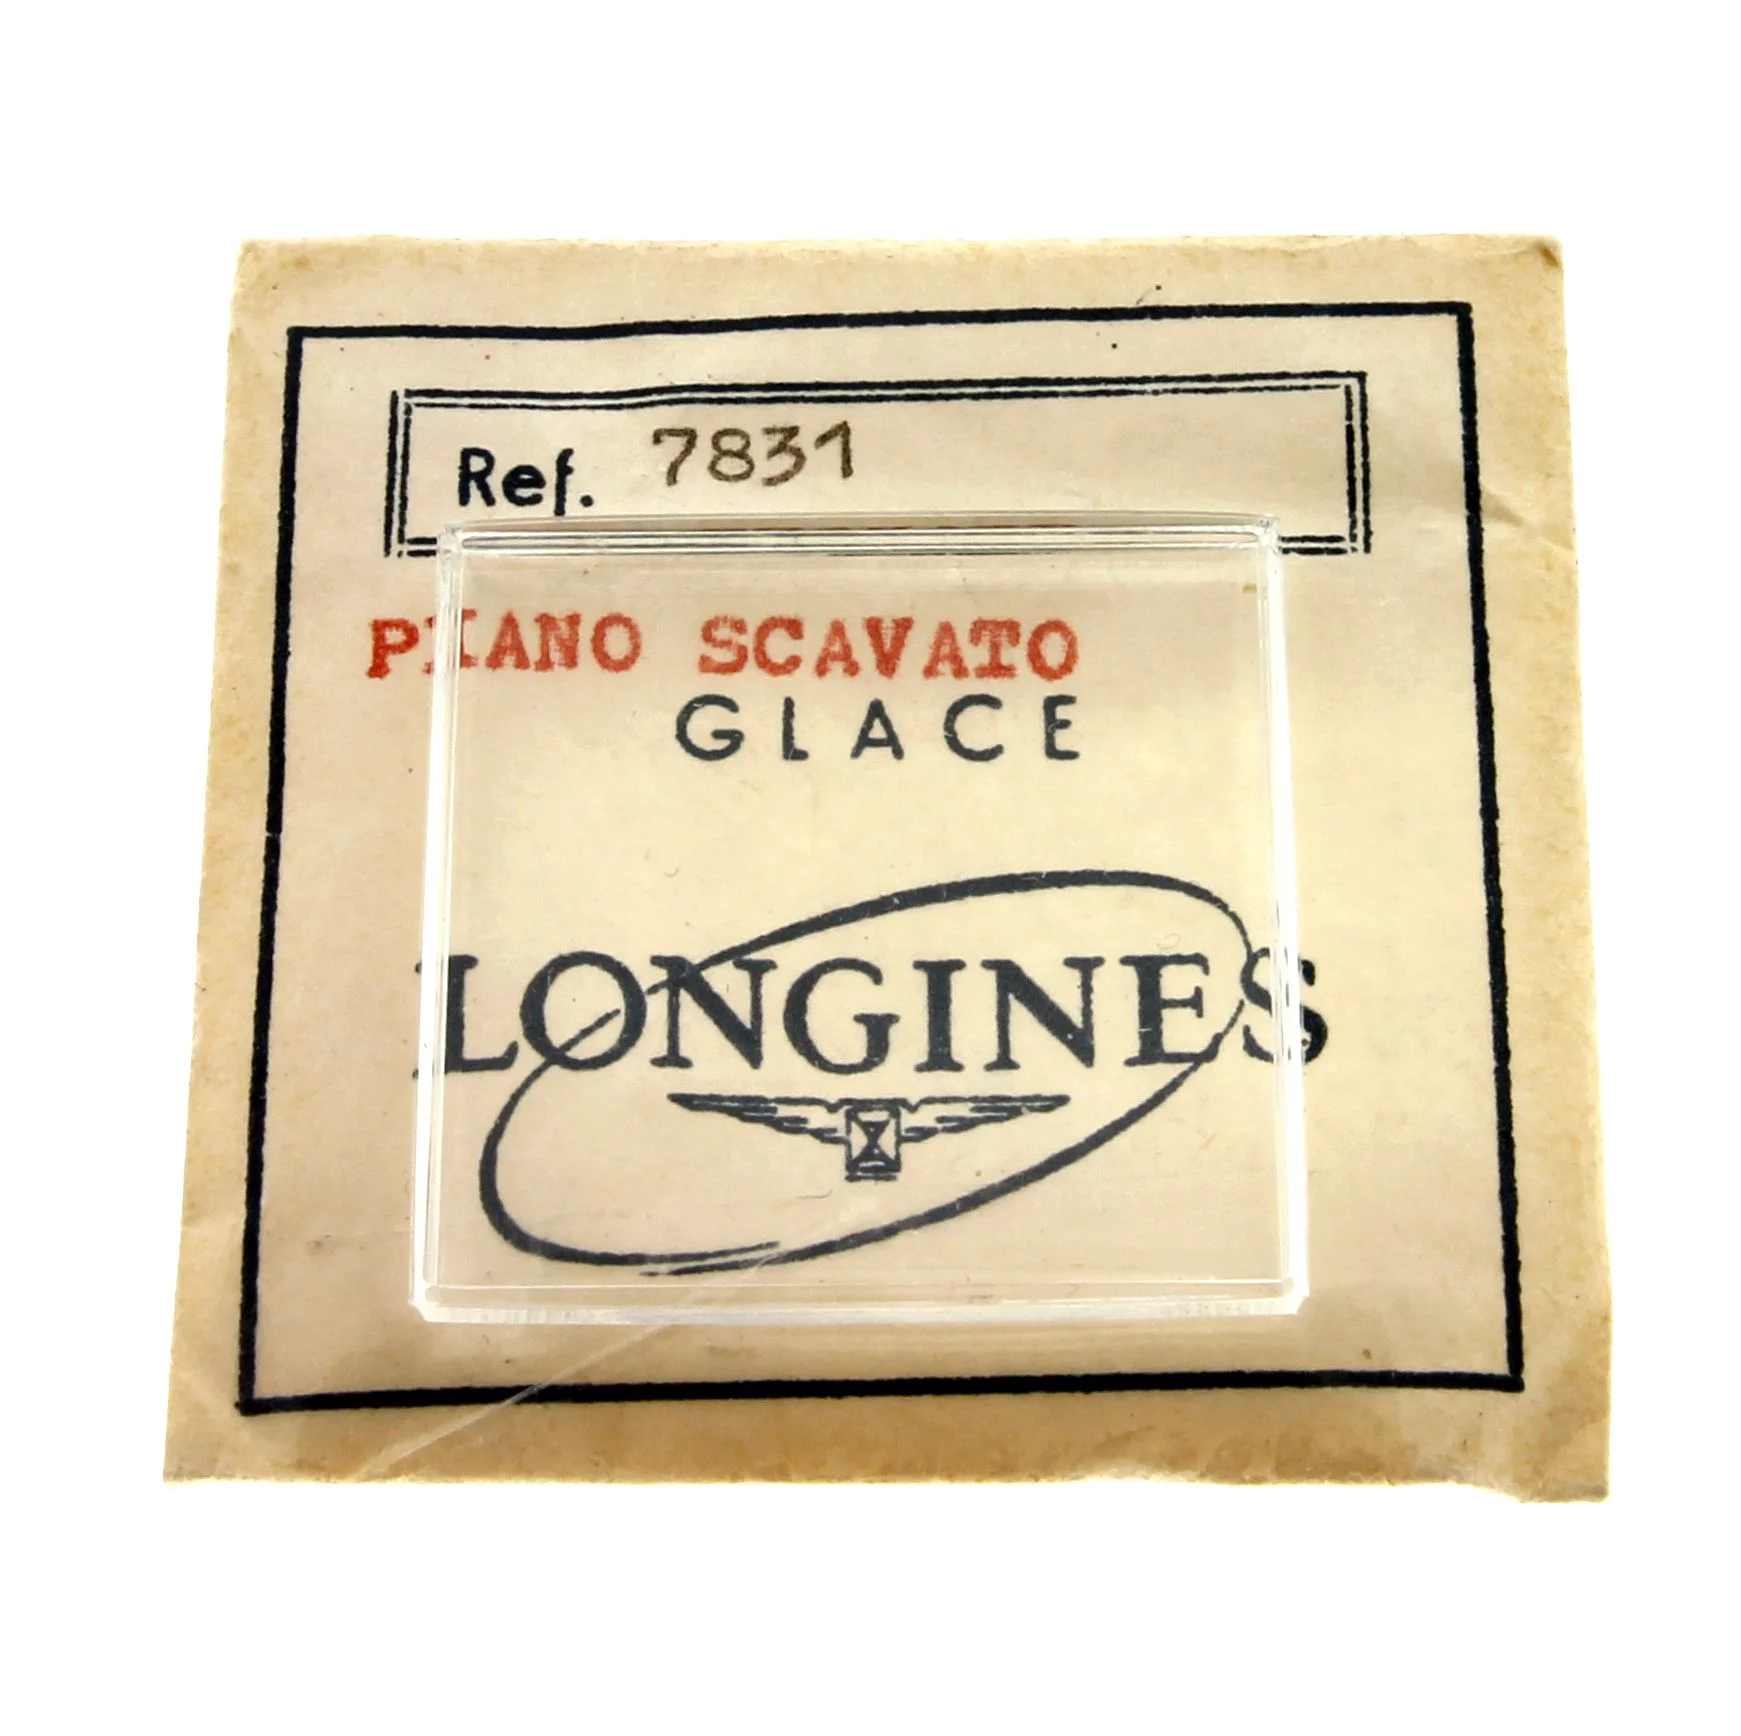 Ref. 7831
PIANO SCAVATO
GLACE
LONGINES